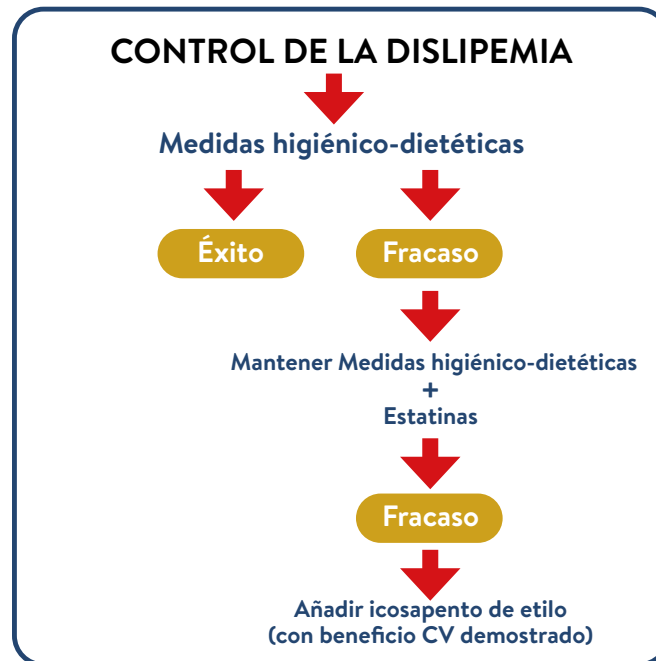 CONTROL DE LA DISLIPEMIA
Medidas higiénico-dietéticas
Éxito
Fracaso
Mantener Medidas higiénico-dietéticas
+
Estatinas
Fracaso
Añadir icosapento de etilo
(con beneficio CV demostrado)